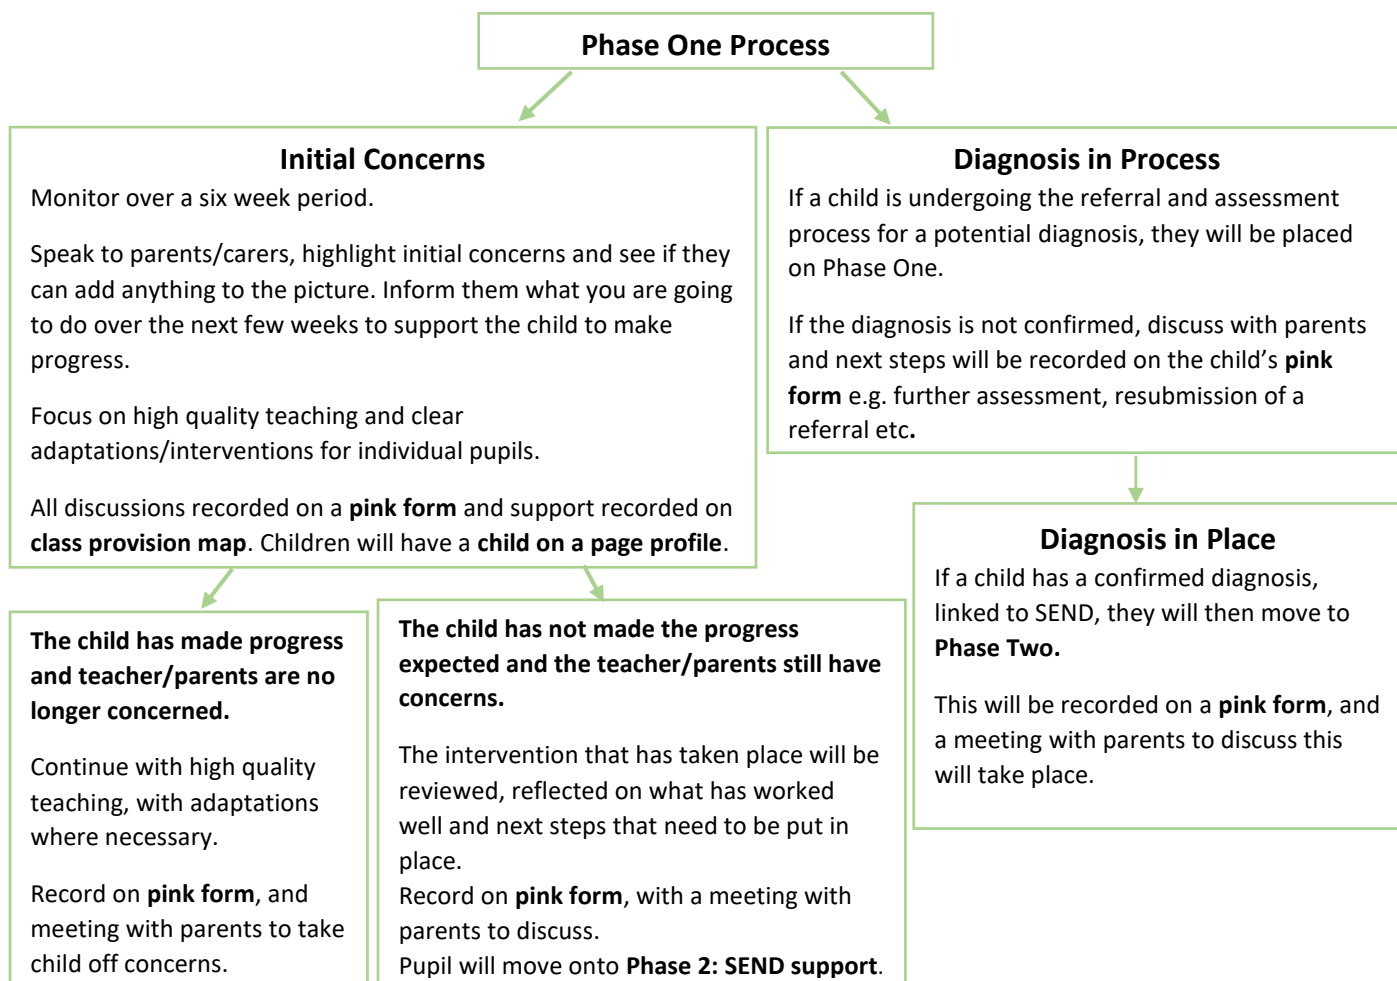 Phase One Process
Initial Concerns
Monitor over a six week period.
Speak to parents/carers, highlight initial concerns and see if they
can add anything to the picture. Inform them what you are going
to do over the next few weeks to support the child to make
progress.
Focus on high quality teaching and clear
adaptations/interventions for individual pupils.
All discussions recorded on a pink form and support recorded on
class provision map. Children will have a child on a page profile.
Diagnosis in Process
If a child is undergoing the referral and assessment
process for a potential diagnosis, they will be placed
on Phase One.
If the diagnosis is not confirmed, discuss with parents
and next steps will be recorded on the child’s pink
form e.g. further assessment, resubmission of a
referral etc.
The child has made progress
and teacher/parents are no
longer concerned.
Continue with high quality
teaching, with adaptations
where necessary.
Record on pink form, and
meeting with parents to take
child off concerns.
The child has not made the progress
expected and the teacher/parents still have
concerns.
The intervention that has taken place will be
reviewed, reflected on what has worked
well and next steps that need to be put in
place.
Record on pink form, with a meeting with
parents to discuss.
Pupil will move onto Phase 2: SEND support.
Diagnosis in Place
If a child has a confirmed diagnosis,
linked to SEND, they will then move to
Phase Two.
This will be recorded on a pink form, and
a meeting with parents to discuss this
will take place.